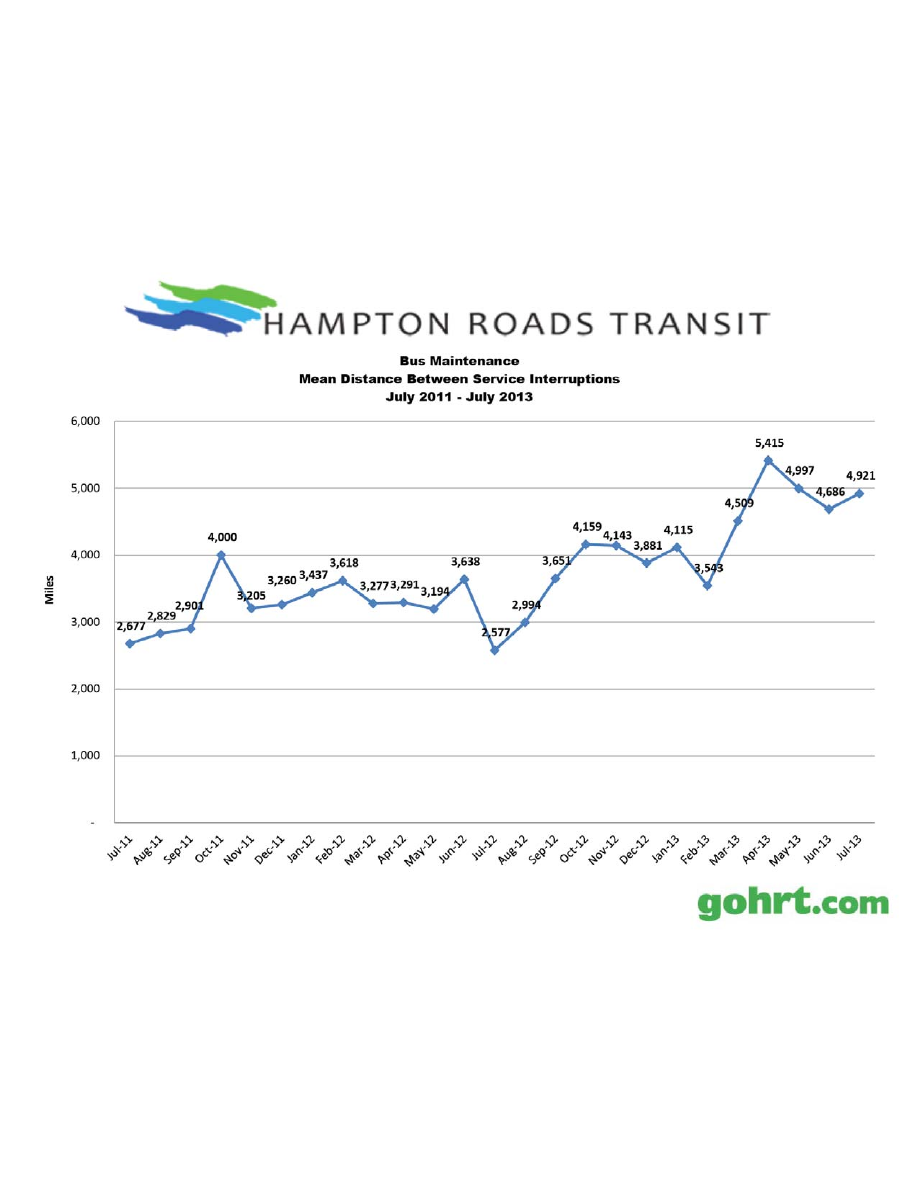 HAMPTON ROADS TRANSIT
Bus Maintenance
Mean Distance Between Service Interruptions
July 2011 - July 2013
6,000
5,000
4,000
3,000
2,000
1,000
-
Miles
2,677
2,829
2,901
4,000
3,205
3,260
3,437
3,618
3,277
3,291
3,194
3,638
2,577
2,994
3,651
4,159
4,143
3,881
4,115
3,543
4,509
5,415
4,997
4,686
4,921
Jul-11
Aug-11
Sep-11
Oct-11
Nov-11
Dec-11
Jan-12
Feb-12
Mar-12
Apr-12
May-12
Jun-12
Jul-12
Aug-12
Sep-12
Oct-12
Nov-12
Dec-12
Jan-13
Feb-13
Mar-13
Apr-13
May-13
Jun-13
Jul-13
gohrt.com